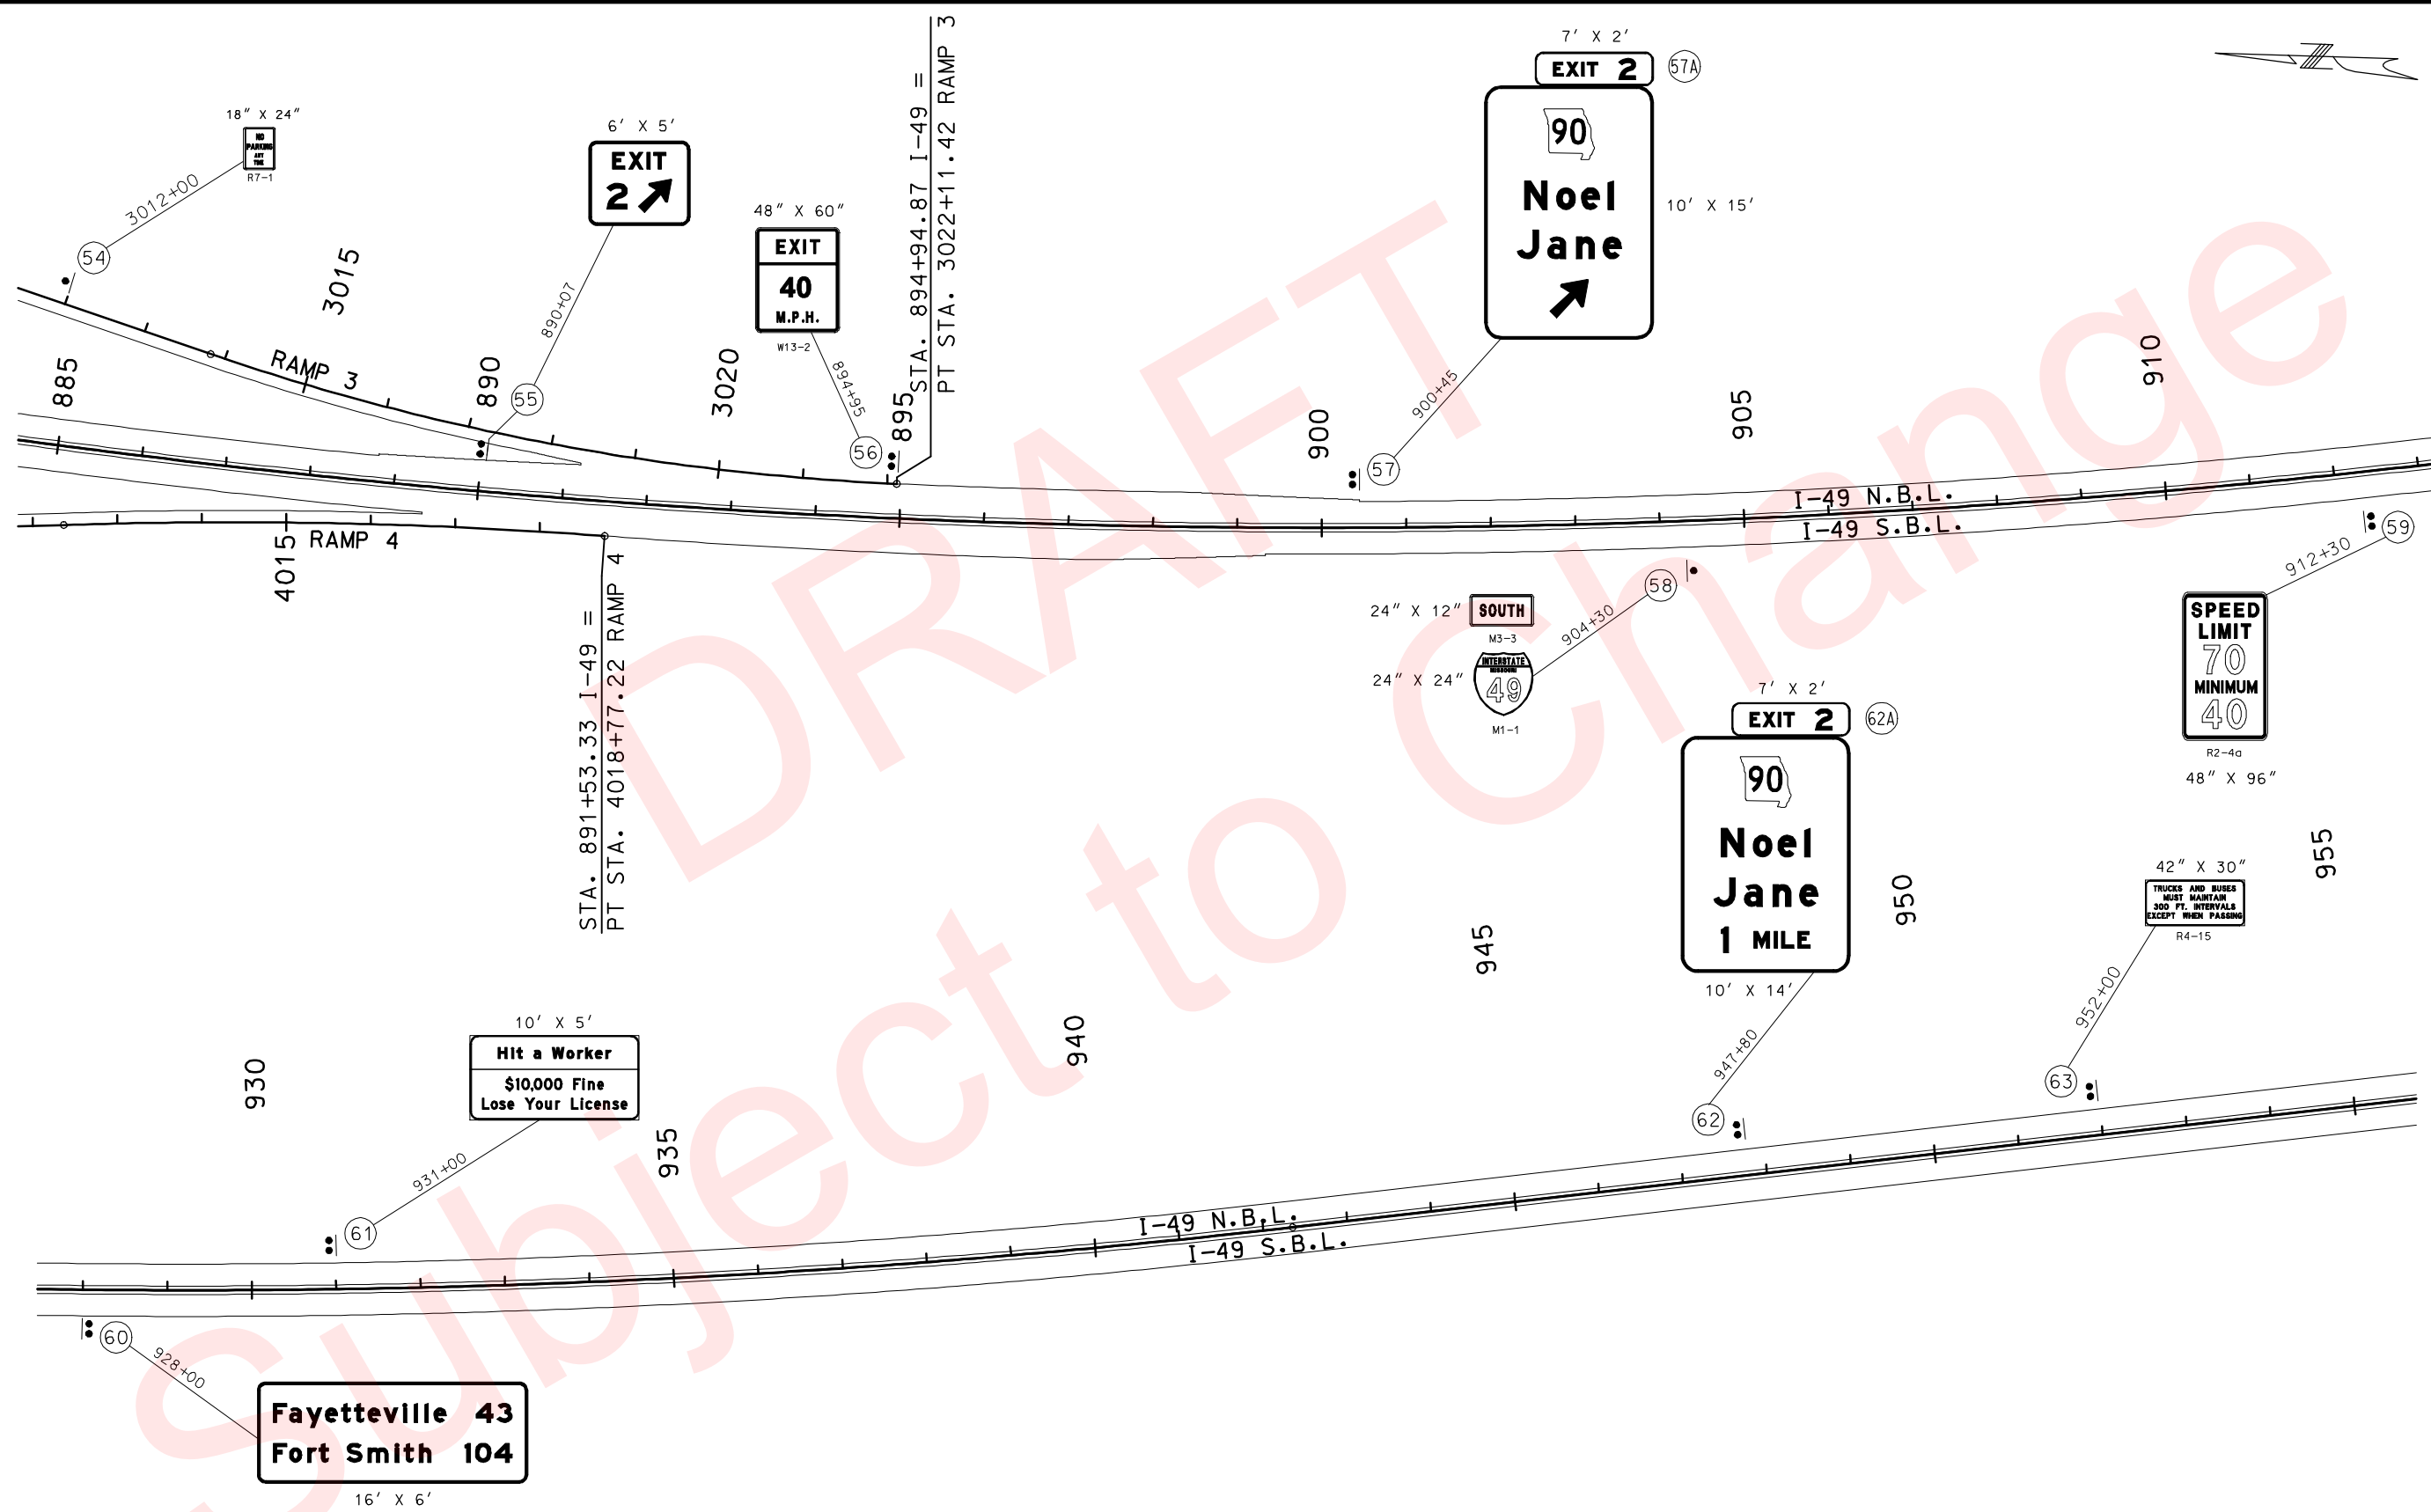 7' X 2'
EXIT 2
57A
90
Noel
Jane
10' X 15'
900+45
57
18" X 24"
NO
PARKING
ANY
TIME
R7-1
3012+00
54
6' X 5'
EXIT
2
890+07
55
48" X 60"
EXIT
40
M.P.H.
W13-2
894+95
56
STA. 894+94.87 I-49 =
PT STA. 3022+11.42 RAMP 3
3015
RAMP 3
885
890
3020
895
900
905
910
I-49 N.B.L.
I-49 S.B.L.
4015
RAMP 4
STA. 891+53.33 I-49 =
PT STA. 4018+77.22 RAMP 4
58
904+30
24" X 12"
SOUTH
M3-3
24" X 24"
INTERSTATE
MISSOURI
49
M1-1
59
912+30
SPEED
LIMIT
70
MINIMUM
40
R2-4a
48" X 96"
7' X 2'
EXIT 2
62A
90
Noel
Jane
1 MILE
10' X 14'
947+80
62
42" X 30"
TRUCKS AND BUSES
MUST MAINTAIN
300 FT. INTERVALS
EXCEPT WHEN PASSING
R4-15
952+00
63
10' X 5'
Hit a Worker
$10,000 Fine
Lose Your License
931+00
61
930
935
940
945
950
955
I-49 N.B.L.
I-49 S.B.L.
60
928+00
Fayetteville 43
Fort Smith 104
16' X 6'
DRAFT
Subject to Change